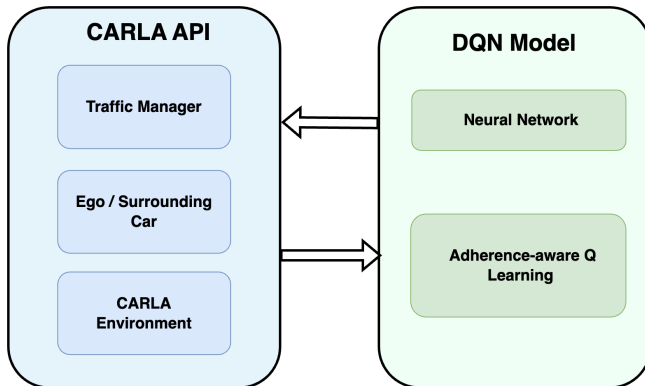 CARLA API
Traffic Manager
Ego / Surrounding
Car
CARLA
Environment
DQN Model
Neural Network
Adherence-aware Q
Learning